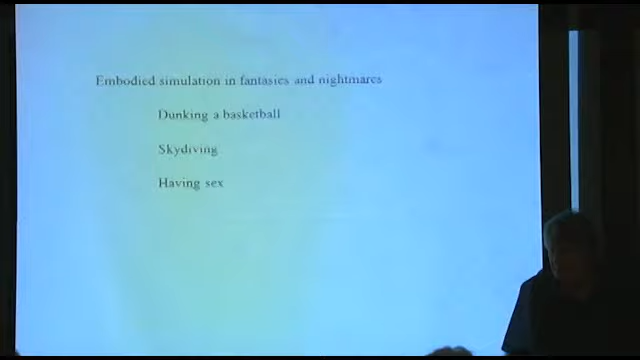 Embodied simulation in fantasies and nightmares
Dunking a basketball
Skydiving
Having sex